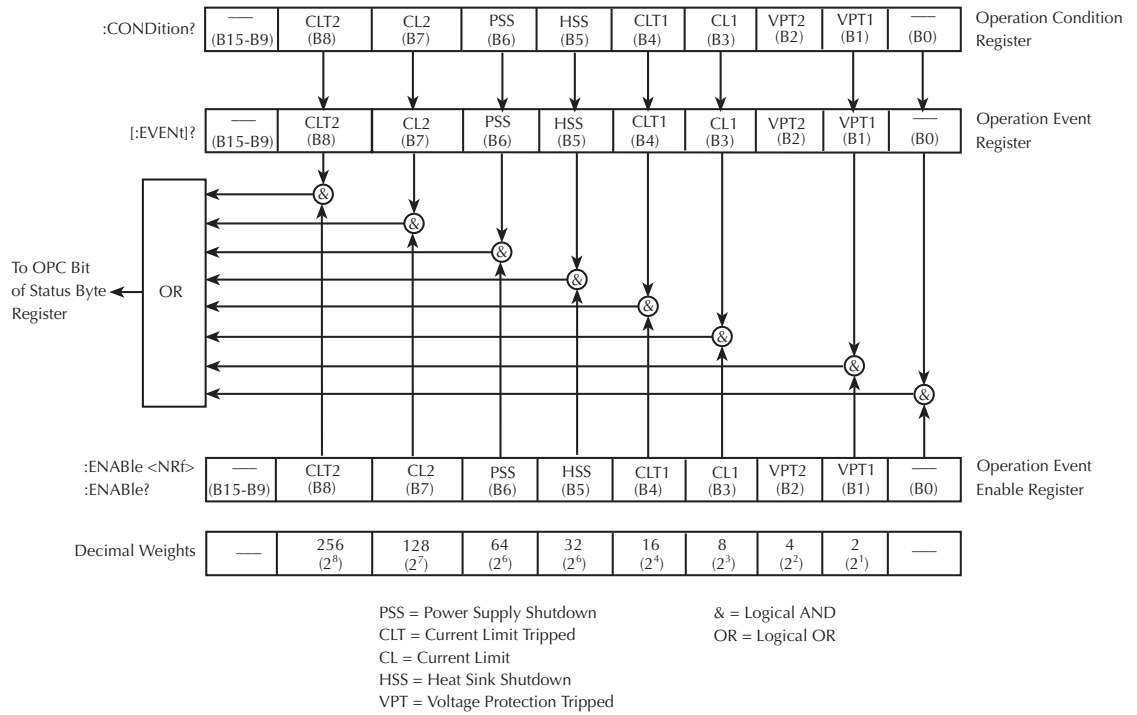 :CONDition?
—— CLT2 CL2 PSS HSS CLT1 CL1 VPT2 VPT1 ——
(B15-B9) (B8) (B7) (B6) (B5) (B4) (B3) (B2) (B1) (B0)
Operation Condition
Register
[:EVENt]?
—— CLT2 CL2 PSS HSS CLT1 CL1 VPT2 VPT1 ——
(B15-B9) (B8) (B7) (B6) (B5) (B4) (B3) (B2) (B1) (B0)
Operation Event
Register
&
&
&
&
&
&
&
&
To OPC Bit
of Status Byte
Register
OR
:ENABle <NRf>
:ENABle?
—— CLT2 CL2 PSS HSS CLT1 CL1 VPT2 VPT1 ——
(B15-B9) (B8) (B7) (B6) (B5) (B4) (B3) (B2) (B1) (B0)
Operation Event
Enable Register
Decimal Weights
—— 256 128 64 32 16 8 4 2 ——
(2⁸) (2⁷) (2⁶) (2⁶) (2⁴) (2³) (2²) (2¹)
PSS = Power Supply Shutdown
CLT = Current Limit Tripped
CL = Current Limit
HSS = Heat Sink Shutdown
VPT = Voltage Protection Tripped
& = Logical AND
OR = Logical OR